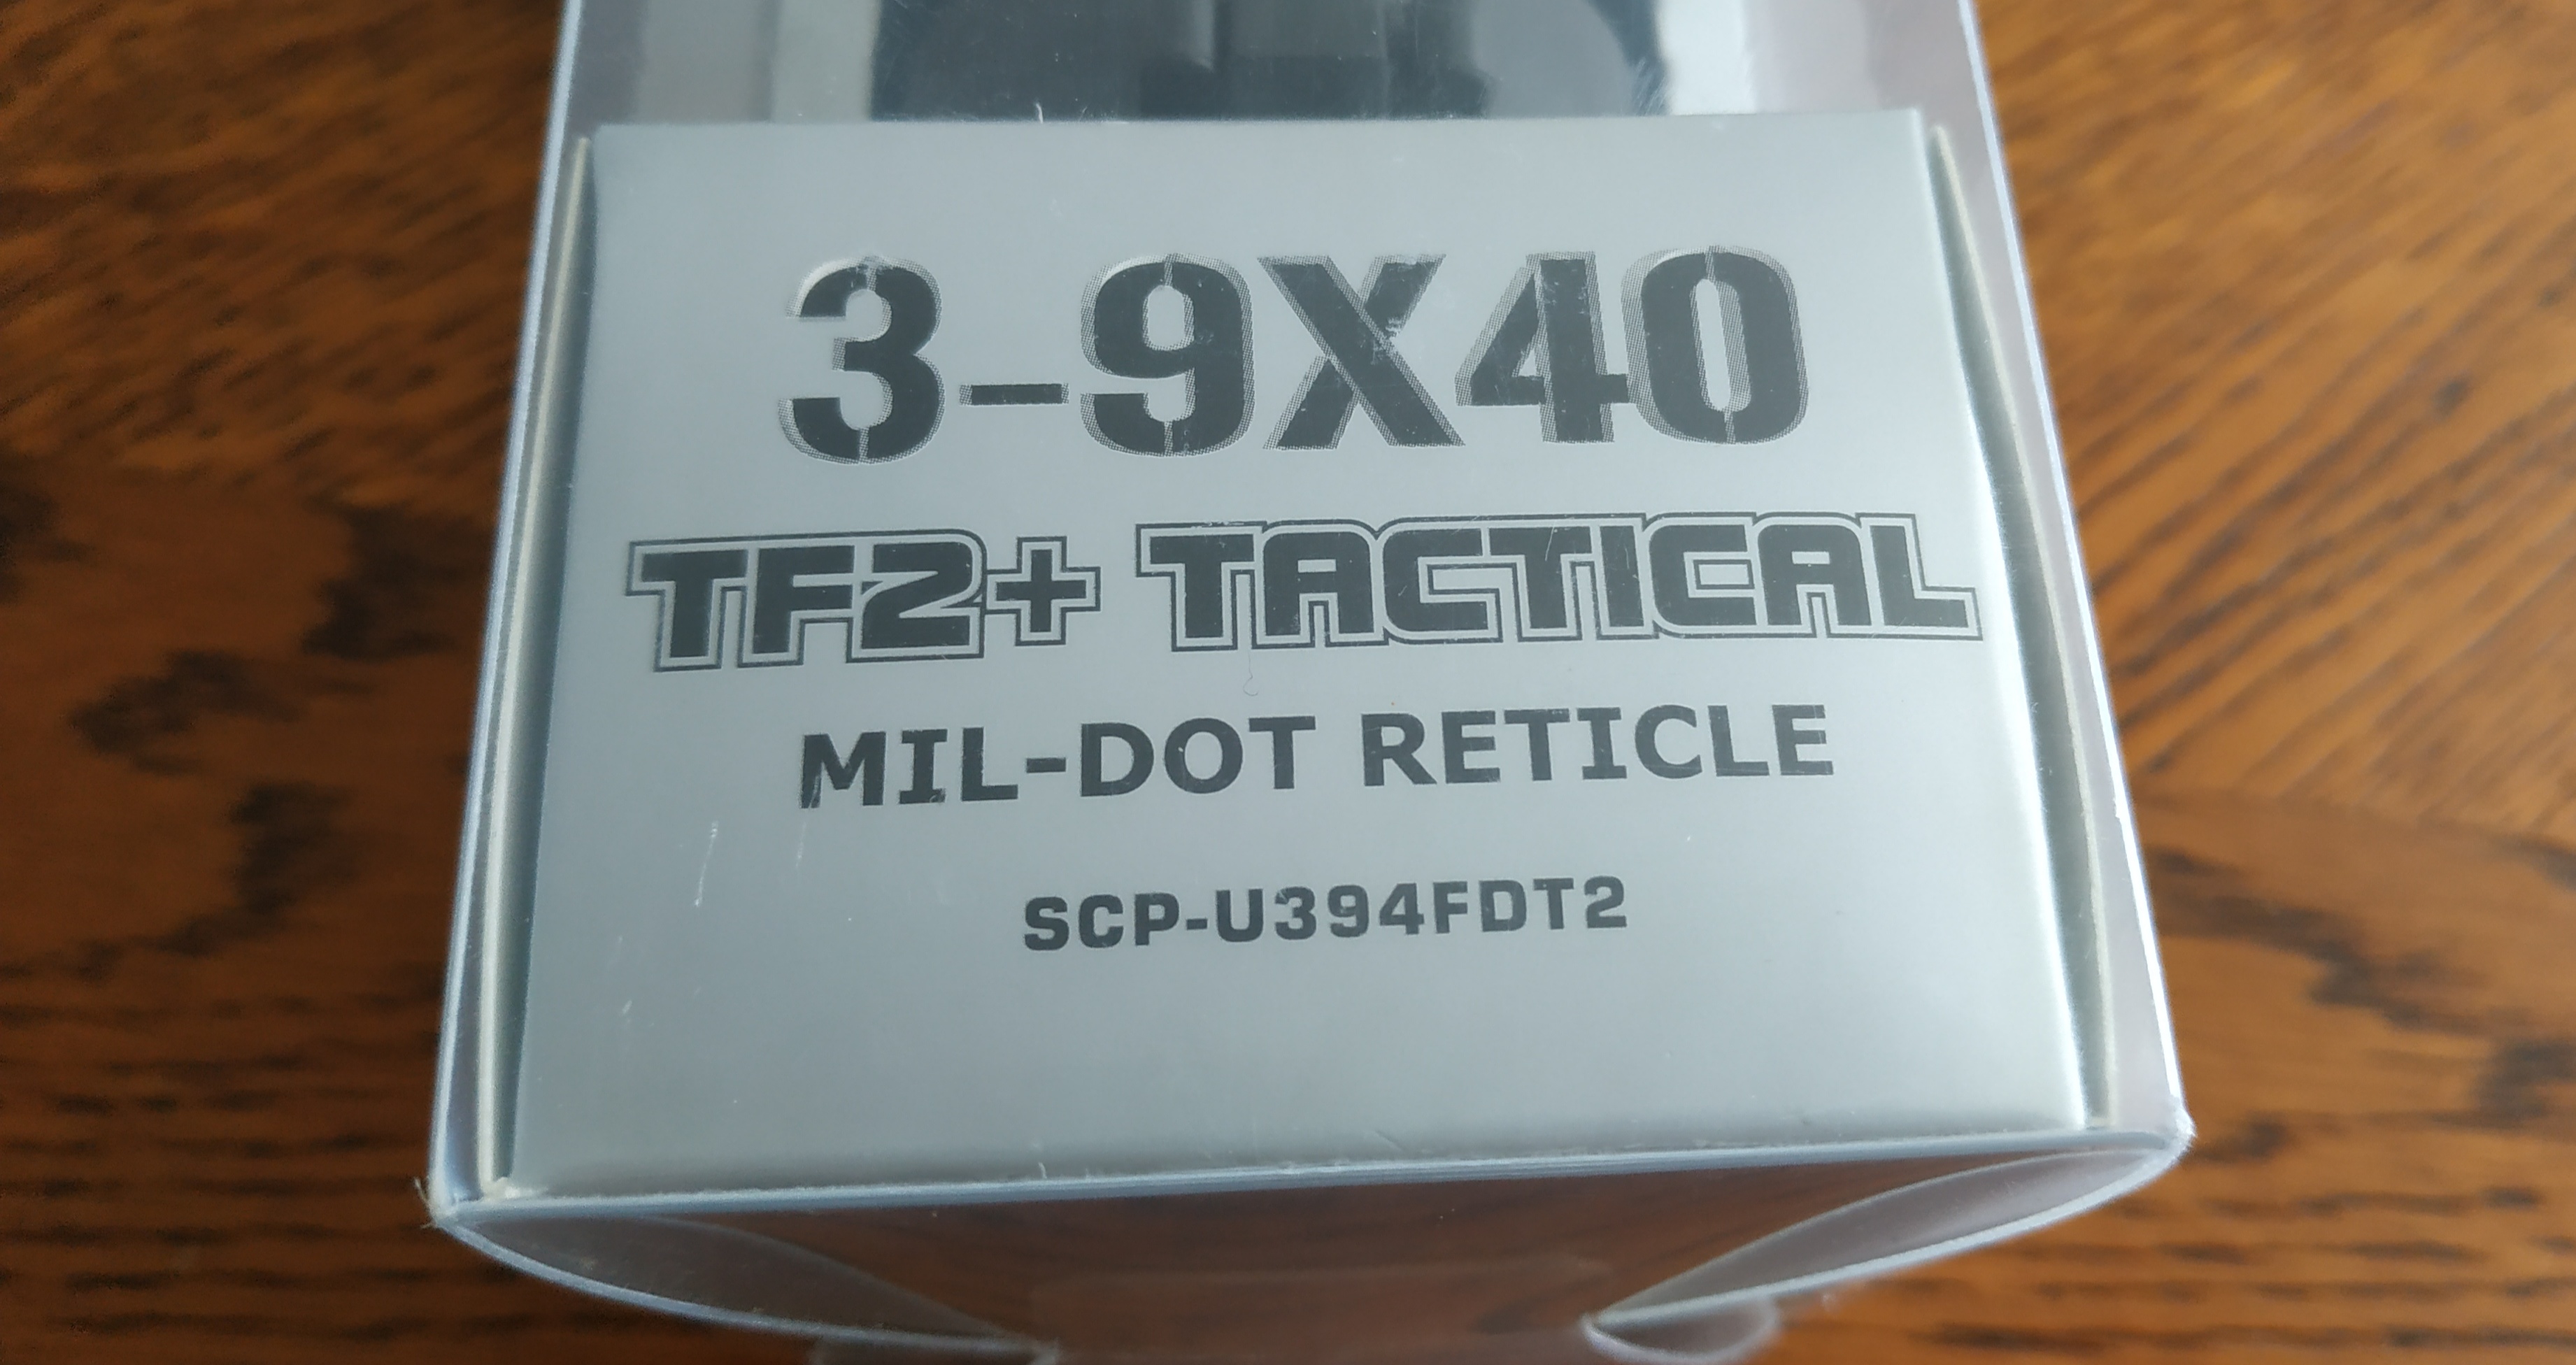 3-9X40
TF2+ TACTICAL
MIL-DOT RETICLE
SCP-U394FDT2